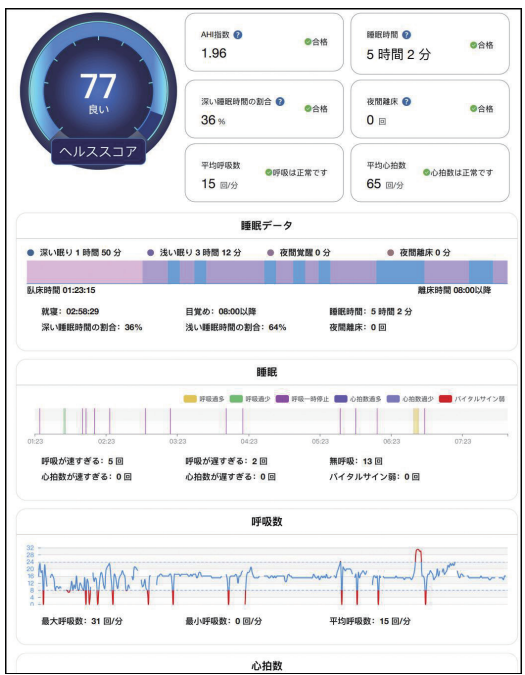 77
良い
ヘルススコア
AHI指数 ?
1.96
合格
睡眠時間 ?
5 時間 2 分
合格
深い睡眠時間の割合 ?
36 %
合格
夜間離床 ?
0 回
合格
平均呼吸数
15 回/分
呼吸は正常です
平均心拍数
65 回/分
心拍数は正常です
睡眠データ
深い眠り 1 時間 50 分 浅い眠り 3 時間 12 分 夜間覚醒 0 分 夜間離床 0 分
臥床時間 01:23:15 離床時間 08:00以降
就寝: 02:58:29 目覚め: 08:00以降 睡眠時間: 5 時間 2 分
深い睡眠時間の割合: 36% 浅い睡眠時間の割合: 64% 夜間離床: 0 回
睡眠
呼吸過多 呼吸過少 呼吸一時停止 心拍数過多 心拍数過少 バイタルサイン弱
01:23 02:23 03:23 04:23 05:23 06:23 07:23
呼吸が速すぎる: 5 回 呼吸が遅すぎる: 2 回 無呼吸: 13 回
心拍数が速すぎる: 0 回 心拍数が遅すぎる: 0 回 バイタルサイン弱: 0 回
呼吸数
32
28
24
20
16
12
8
4
0
最大呼吸数: 31 回/分 最小呼吸数: 0 回/分 平均呼吸数: 15 回/分
心拍数